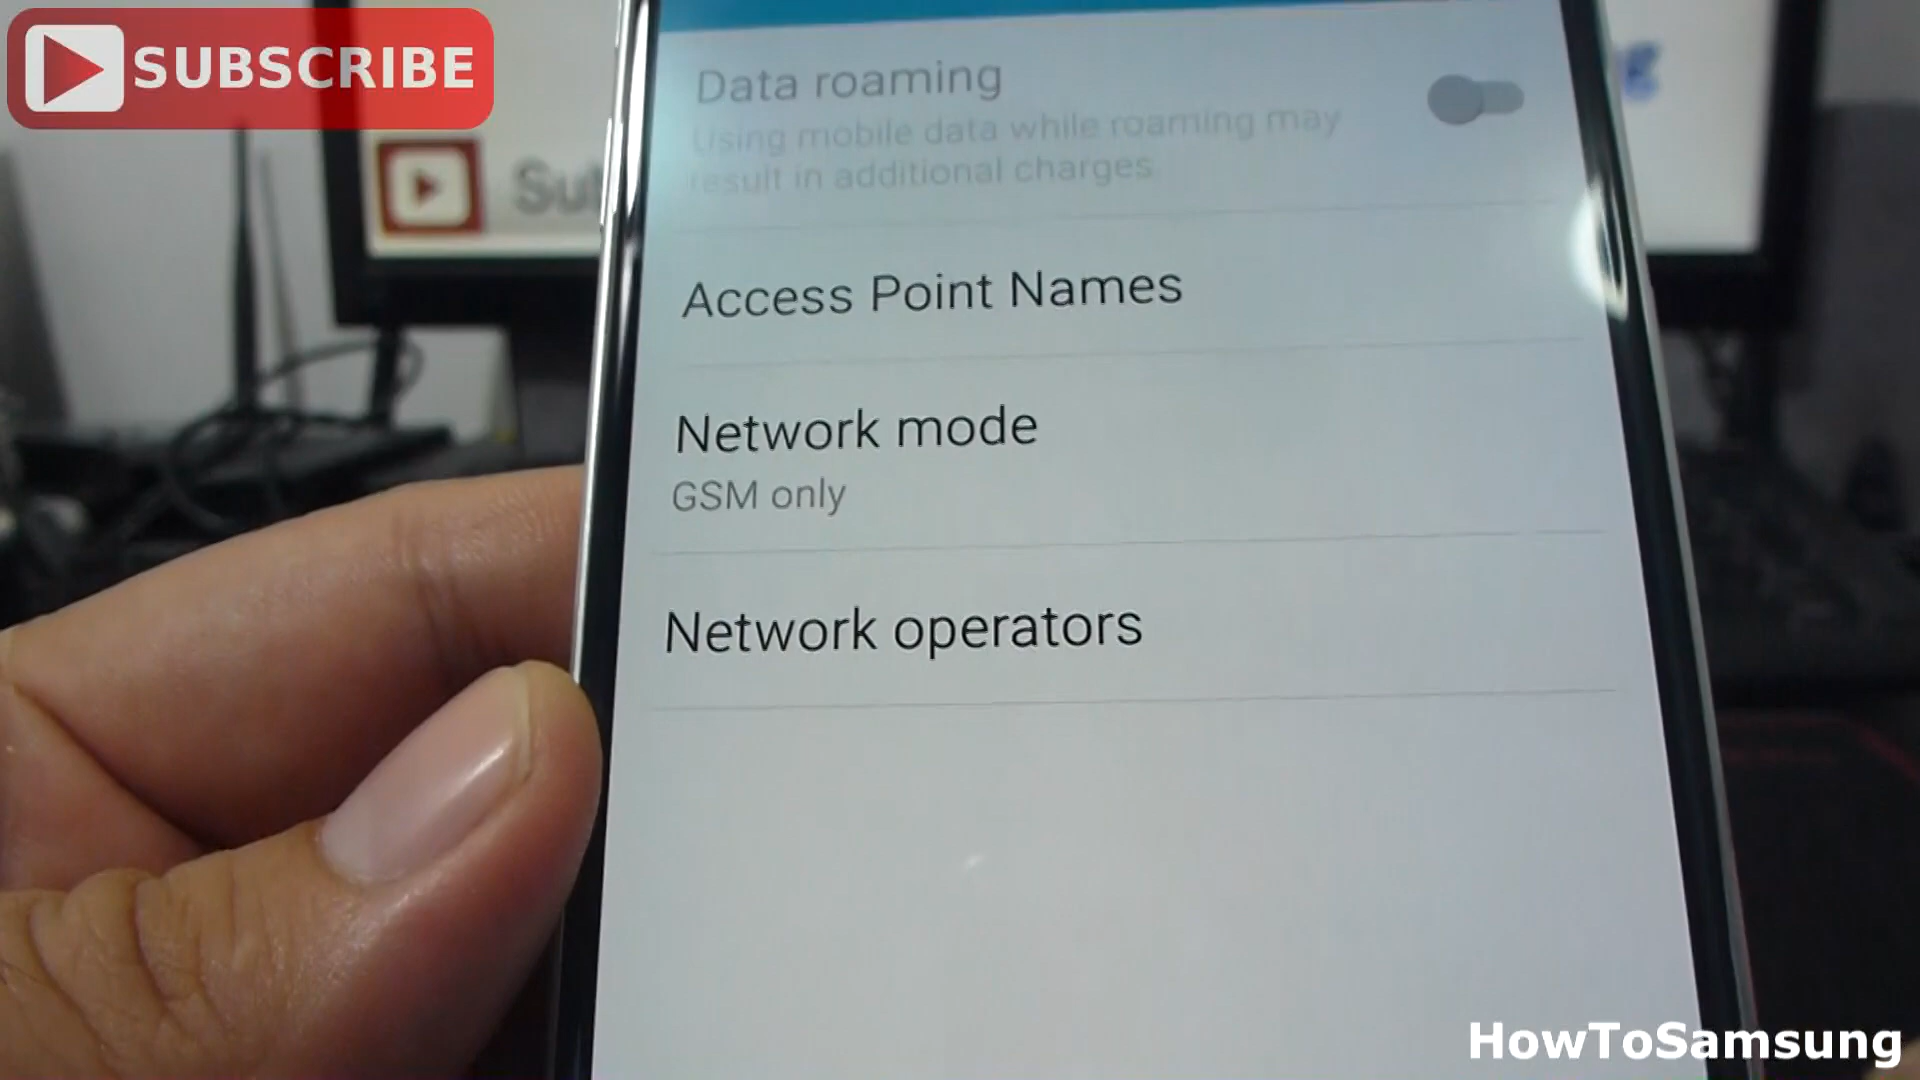 SUBSCRIBE
Data roaming
Using mobile data while roaming may
result in additional charges
Access Point Names
Network mode
GSM only
Network operators
HowToSamsung